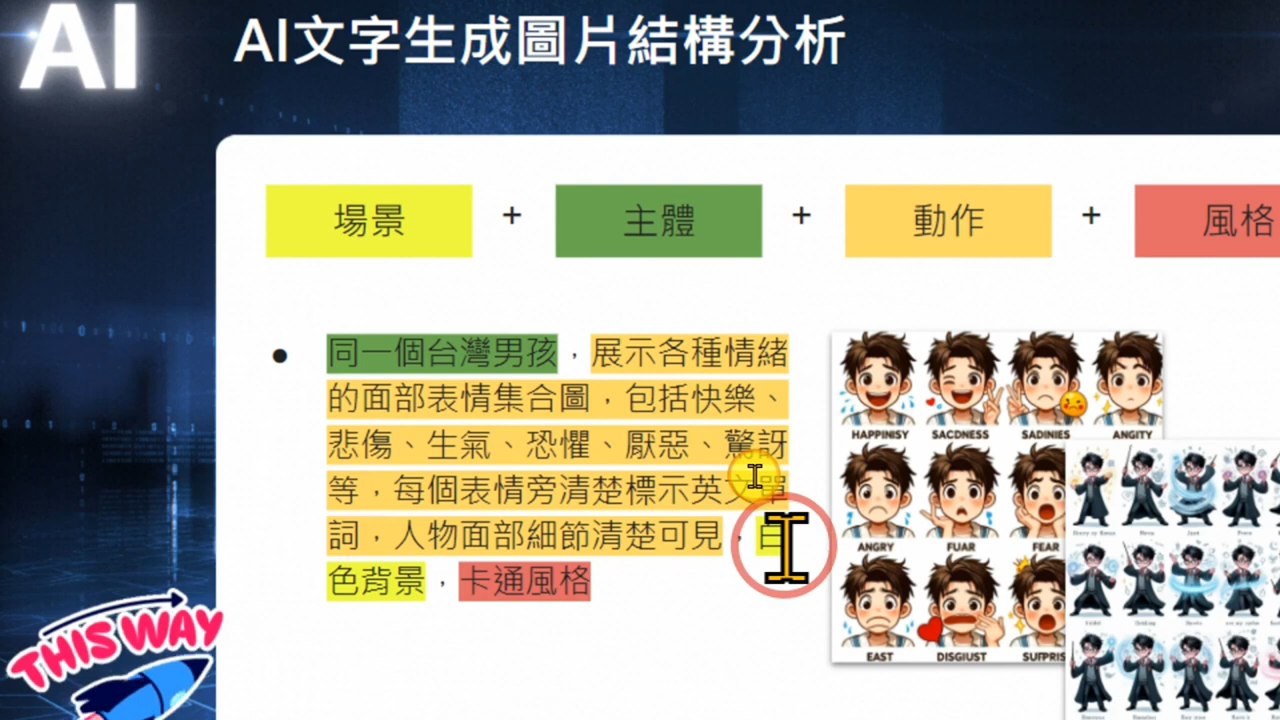 AI
AI文字生成圖片結構分析
場景 + 主體 + 動作 + 風格
同一個台灣男孩，展示各種情緒
的面部表情集合圖，包括快樂、
悲傷、生氣、恐懼、厭惡、驚訝
等，每個表情旁清楚標示英文單
詞，人物面部細節清楚可見，白
色背景，卡通風格
HAPPINISY SACDNESS SADINIES ANGITY
ANGRY FUAR FEAR
EAST DISGIUST SUFPRIS
THIS WAY